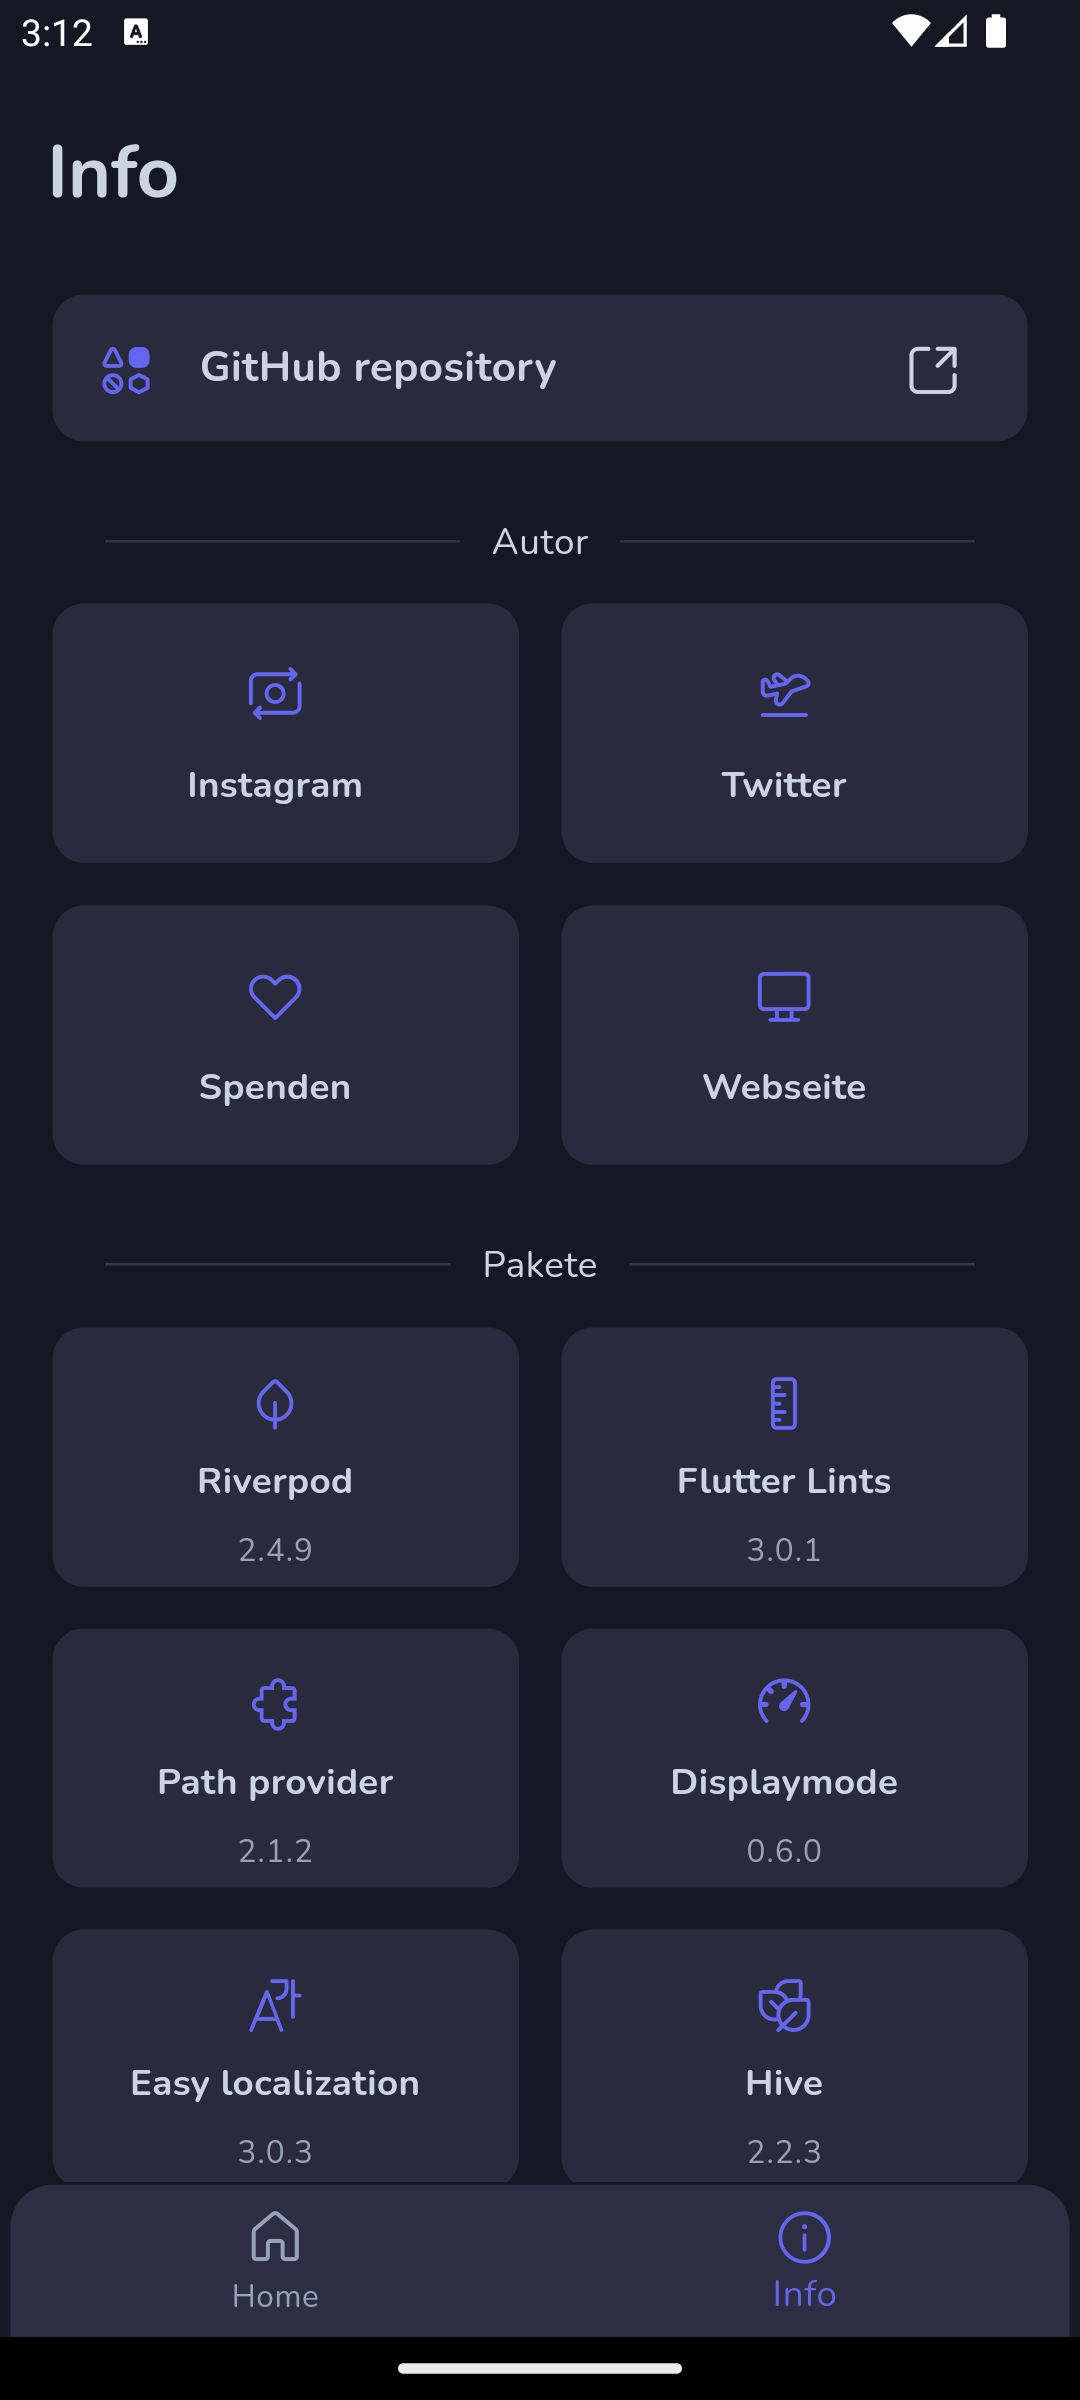 3:12
Info
GitHub repository
Autor
Instagram
Twitter
Spenden
Webseite
Pakete
Riverpod
2.4.9
Flutter Lints
3.0.1
Path provider
2.1.2
Displaymode
0.6.0
Easy localization
3.0.3
Hive
2.2.3
Home
Info